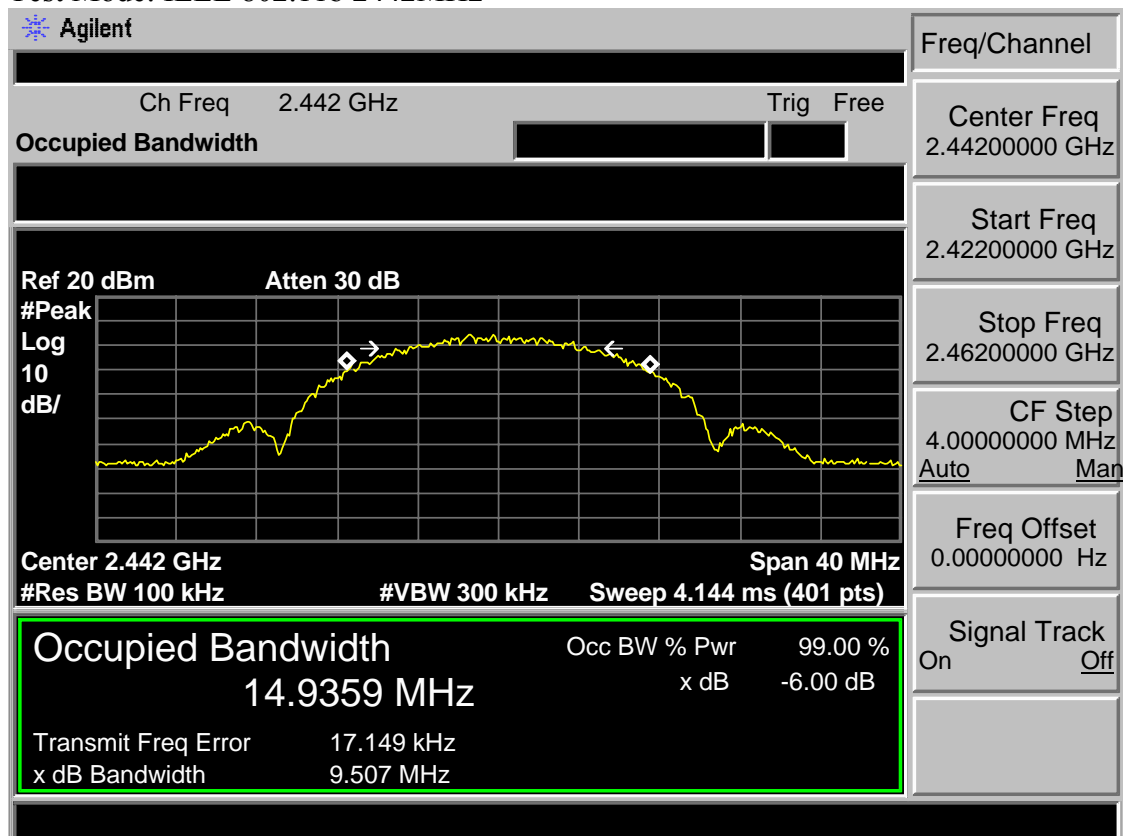 Agilent
Freq/Channel
Ch Freq 2.442 GHz Trig Free
Occupied Bandwidth
Center Freq
2.44200000 GHz
Start Freq
2.42200000 GHz
Stop Freq
2.46200000 GHz
CF Step
4.00000000 MHz
Auto Man
Freq Offset
0.00000000 Hz
Signal Track
On Off
Ref 20 dBm Atten 30 dB
#Peak
Log
10
dB/
Center 2.442 GHz Span 40 MHz
#Res BW 100 kHz #VBW 300 kHz Sweep 4.144 ms (401 pts)
Occupied Bandwidth Occ BW % Pwr 99.00 %
14.9359 MHz x dB -6.00 dB
Transmit Freq Error 17.149 kHz
x dB Bandwidth 9.507 MHz